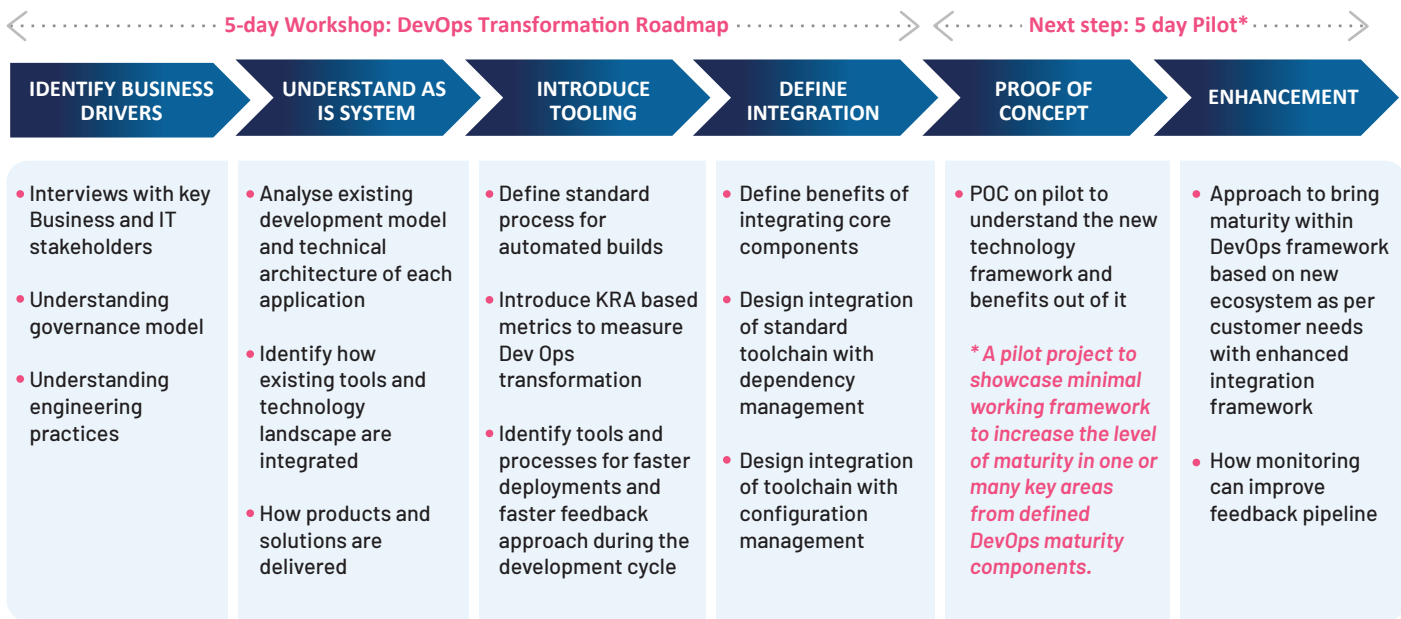 5-day Workshop: DevOps Transformation Roadmap
Next step: 5 day Pilot*
IDENTIFY BUSINESS
DRIVERS
UNDERSTAND AS
IS SYSTEM
INTRODUCE
TOOLING
DEFINE
INTEGRATION
PROOF OF
CONCEPT
ENHANCEMENT
• Interviews with key
Business and IT
stakeholders
• Understanding
governance model
• Understanding
engineering
practices
• Analyse existing
development model
and technical
architecture of each
application
• Identify how
existing tools and
technology
landscape are
integrated
• How products and
solutions are
delivered
• Define standard
process for
automated builds
• Introduce KRA based
metrics to measure
Dev Ops
transformation
• Identify tools and
processes for faster
deployments and
faster feedback
approach during the
development cycle
• Define benefits of
integrating core
components
• Design integration
of standard
toolchain with
dependency
management
• Design integration
of toolchain with
configuration
management
• POC on pilot to
understand the new
technology
framework and
benefits out of it
* A pilot project to
showcase minimal
working framework
to increase the level
of maturity in one or
many key areas
from defined
DevOps maturity
components.
• Approach to bring
maturity within
DevOps framework
based on new
ecosystem as per
customer needs
with enhanced
integration
framework
• How monitoring
can improve
feedback pipeline